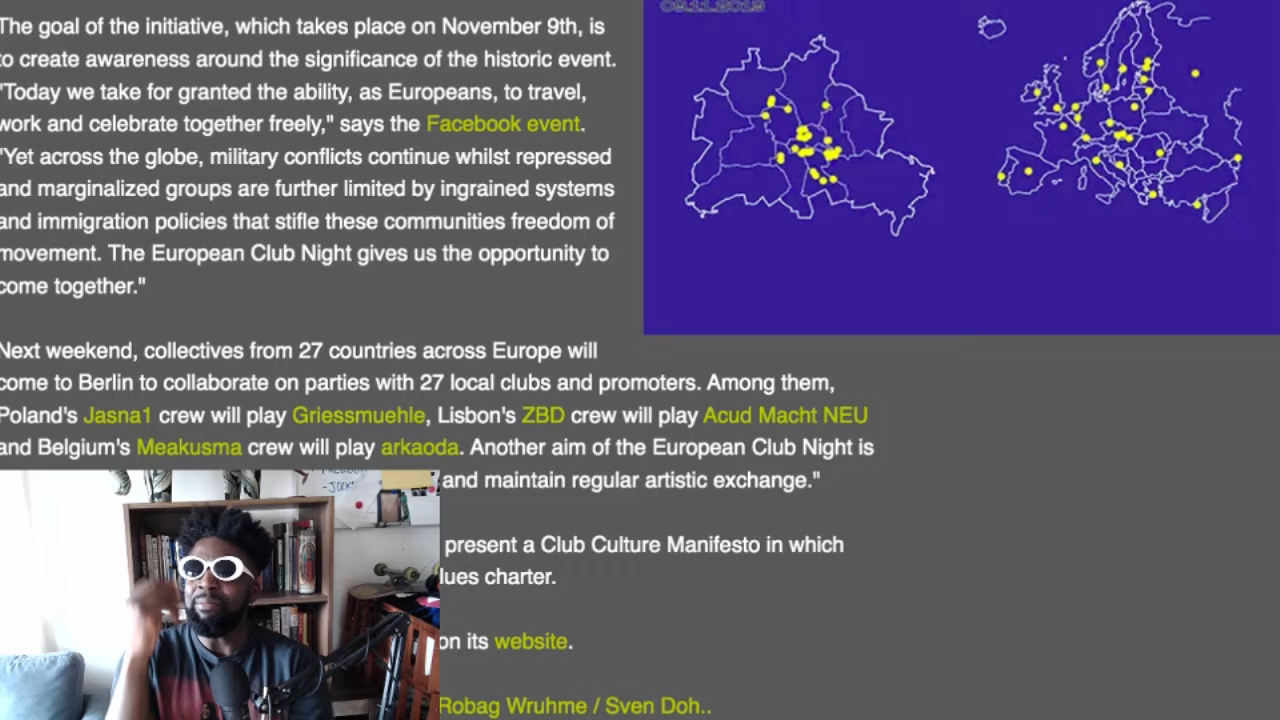 09.11.2019
The goal of the initiative, which takes place on November 9th, is
to create awareness around the significance of the historic event.
"Today we take for granted the ability, as Europeans, to travel,
work and celebrate together freely," says the Facebook event.
"Yet across the globe, military conflicts continue whilst repressed
and marginalized groups are further limited by ingrained systems
and immigration policies that stifle these communities freedom of
movement. The European Club Night gives us the opportunity to
come together."
Next weekend, collectives from 27 countries across Europe will
come to Berlin to collaborate on parties with 27 local clubs and promoters. Among them,
Poland's Jasna1 crew will play Griessmuehle, Lisbon's ZBD crew will play Acud Macht NEU
and Belgium's Meakusma crew will play arkaoda. Another aim of the European Club Night is
and maintain regular artistic exchange."
present a Club Culture Manifesto in which
lues charter.
on its website.
Robag Wruhme / Sven Doh..